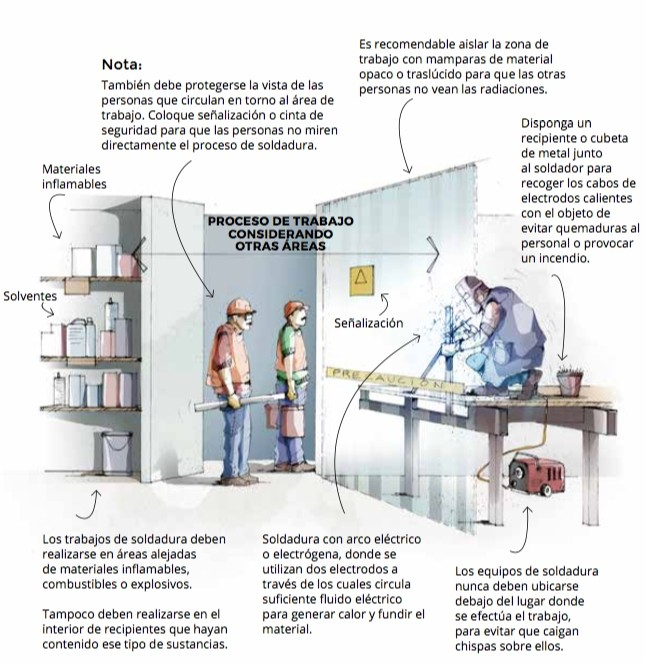 Nota:
También debe protegerse la vista de las
personas que circulan en torno al área de
trabajo. Coloque señalización o cinta de
seguridad para que las personas no miren
directamente el proceso de soldadura.
Es recomendable aislar la zona de
trabajo con mamparas de material
opaco o traslúcido para que las otras
personas no vean las radiaciones.
Disponga un
recipiente o cubeta
de metal junto
al soldador para
recoger los cabos de
electrodos calientes
con el objeto de
evitar quemaduras al
personal o provocar
un incendio.
Materiales
inflamables
PROCESO DE TRABAJO
CONSIDERANDO
OTRAS ÁREAS
Solventes
Señalización
PRECAUCIÓN
Los trabajos de soldadura deben
realizarse en áreas alejadas
de materiales inflamables,
combustibles o explosivos.
Tampoco deben realizarse en el
interior de recipientes que hayan
contenido ese tipo de sustancias.
Soldadura con arco eléctrico
o electrógena, donde se
utilizan dos electrodos a
través de los cuales circula
suficiente fluido eléctrico
para generar calor y fundir el
material.
Los equipos de soldadura
nunca deben ubicarse
debajo del lugar donde
se efectúa el trabajo,
para evitar que caigan
chispas sobre ellos.